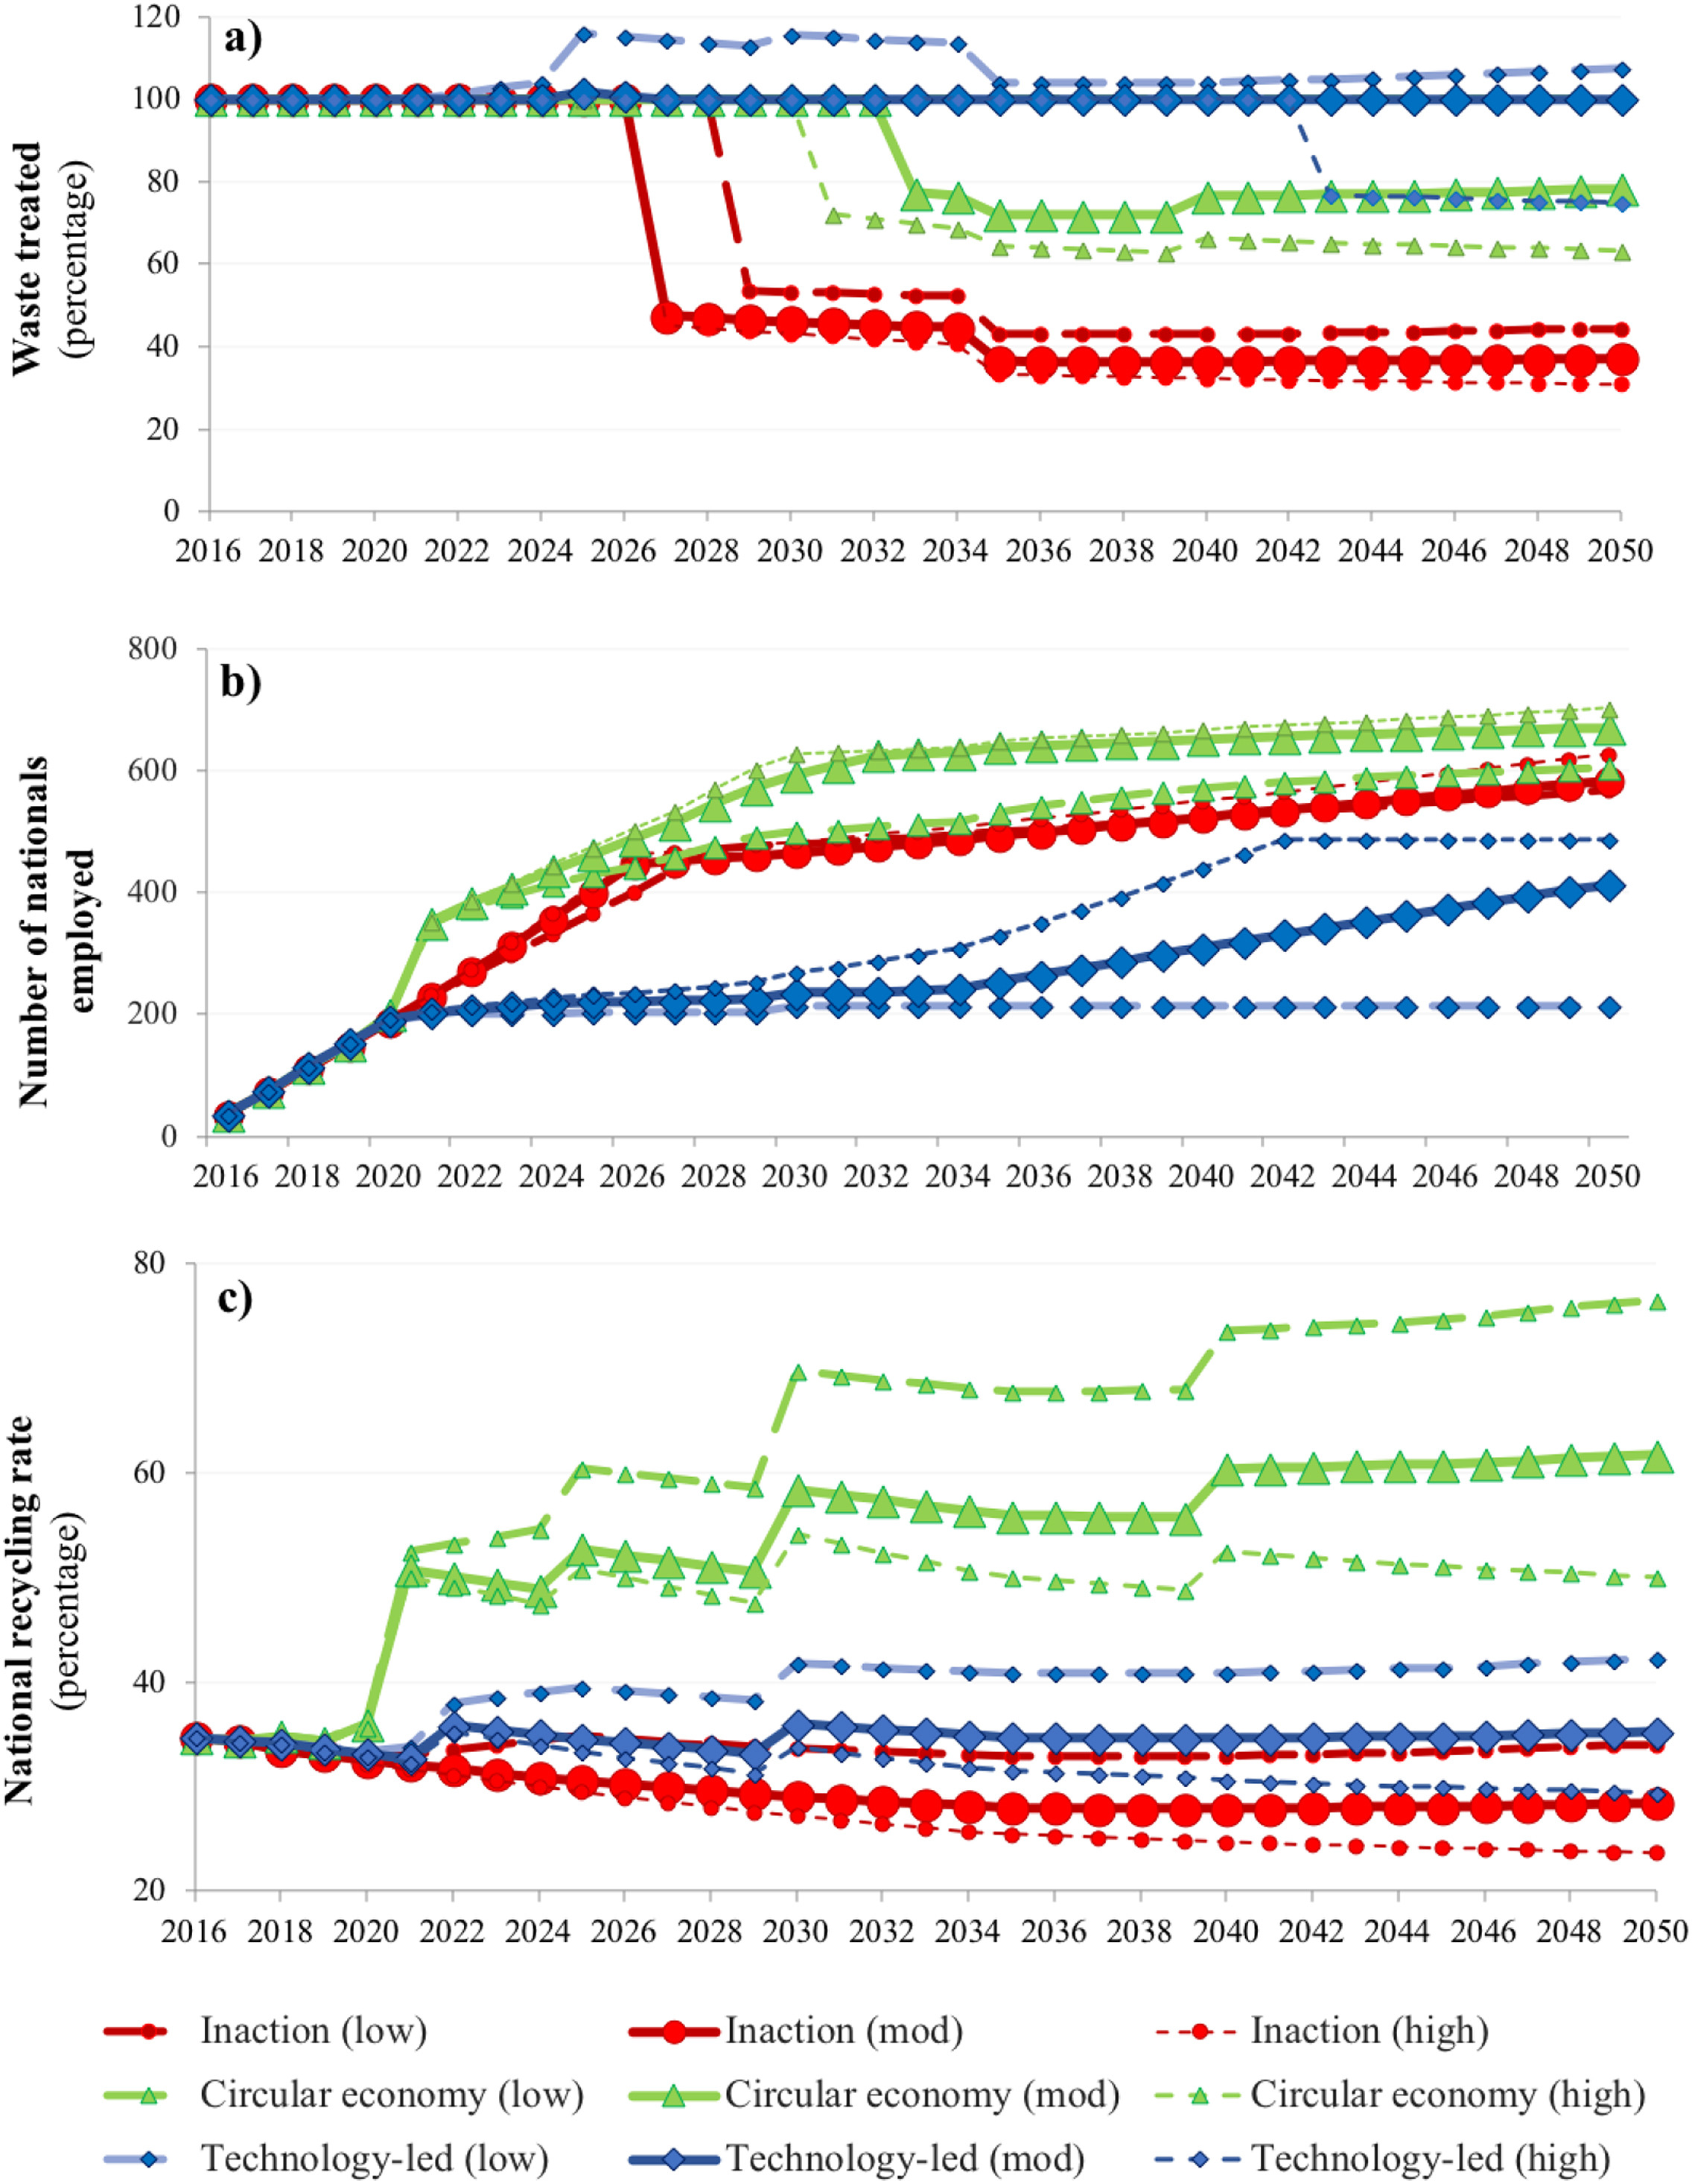 a)
Waste treated
(percentage)
120
100
80
60
40
20
0
2016 2018 2020 2022 2024 2026 2028 2030 2032 2034 2036 2038 2040 2042 2044 2046 2048 2050
b)
Number of nationals
employed
800
600
400
200
0
2016 2018 2020 2022 2024 2026 2028 2030 2032 2034 2036 2038 2040 2042 2044 2046 2048 2050
c)
National recycling rate
(percentage)
80
60
40
20
2016 2018 2020 2022 2024 2026 2028 2030 2032 2034 2036 2038 2040 2042 2044 2046 2048 2050
Inaction (low) Inaction (mod) Inaction (high)
Circular economy (low) Circular economy (mod) Circular economy (high)
Technology-led (low) Technology-led (mod) Technology-led (high)